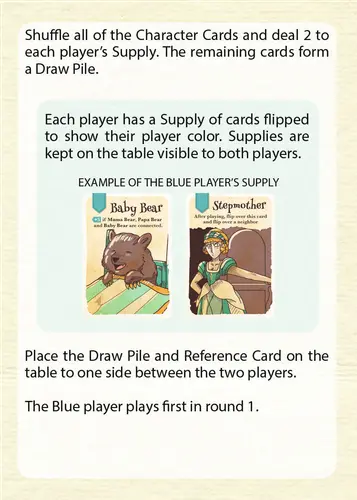 Shuffle all of the Character Cards and deal 2 to
each player's Supply. The remaining cards form
a Draw Pile.
Each player has a Supply of cards flipped
to show their player color. Supplies are
kept on the table visible to both players.
EXAMPLE OF THE BLUE PLAYER'S SUPPLY
Baby Bear
+5 if Mama Bear, Papa Bear
and Baby Bear are connected.
Stepmother
After playing, flip over this card
and flip over a neighbor.
Place the Draw Pile and Reference Card on the
table to one side between the two players.
The Blue player plays first in round 1.